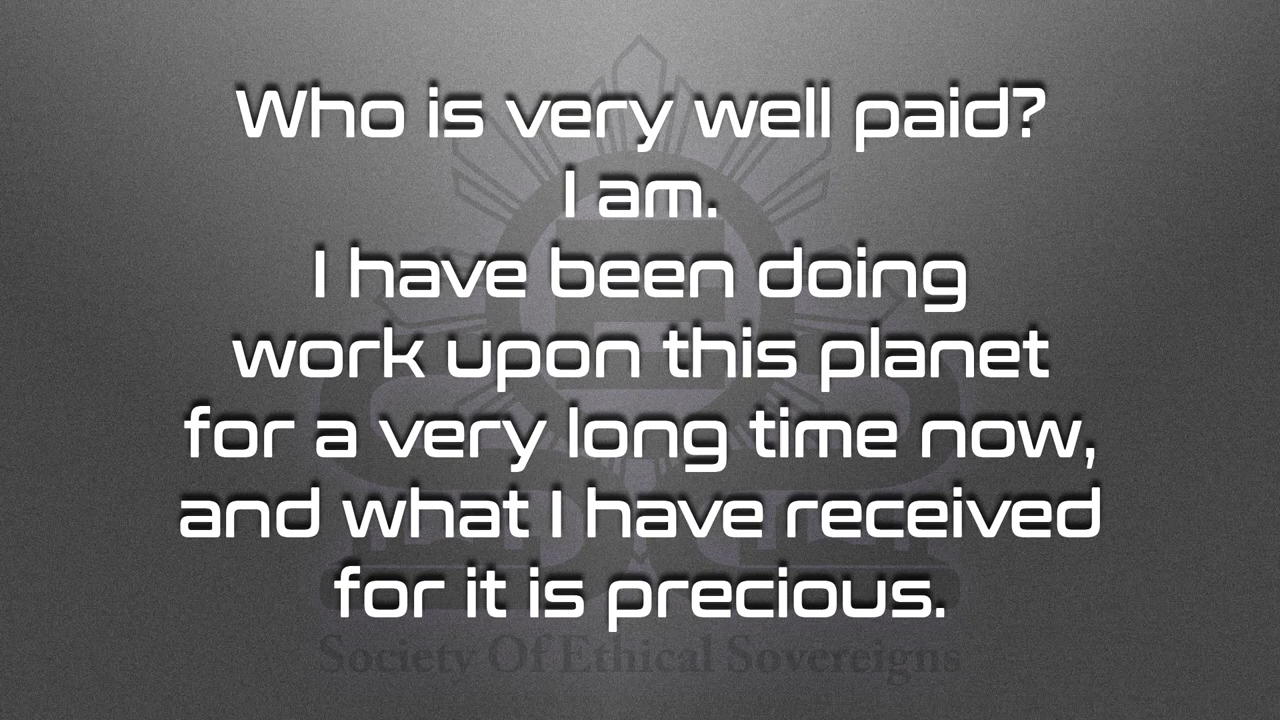 Who is very well paid?
I am.
I have been doing
work upon this planet
for a very long time now,
and what I have received
for it is precious.
Society Of Ethical Sovereigns